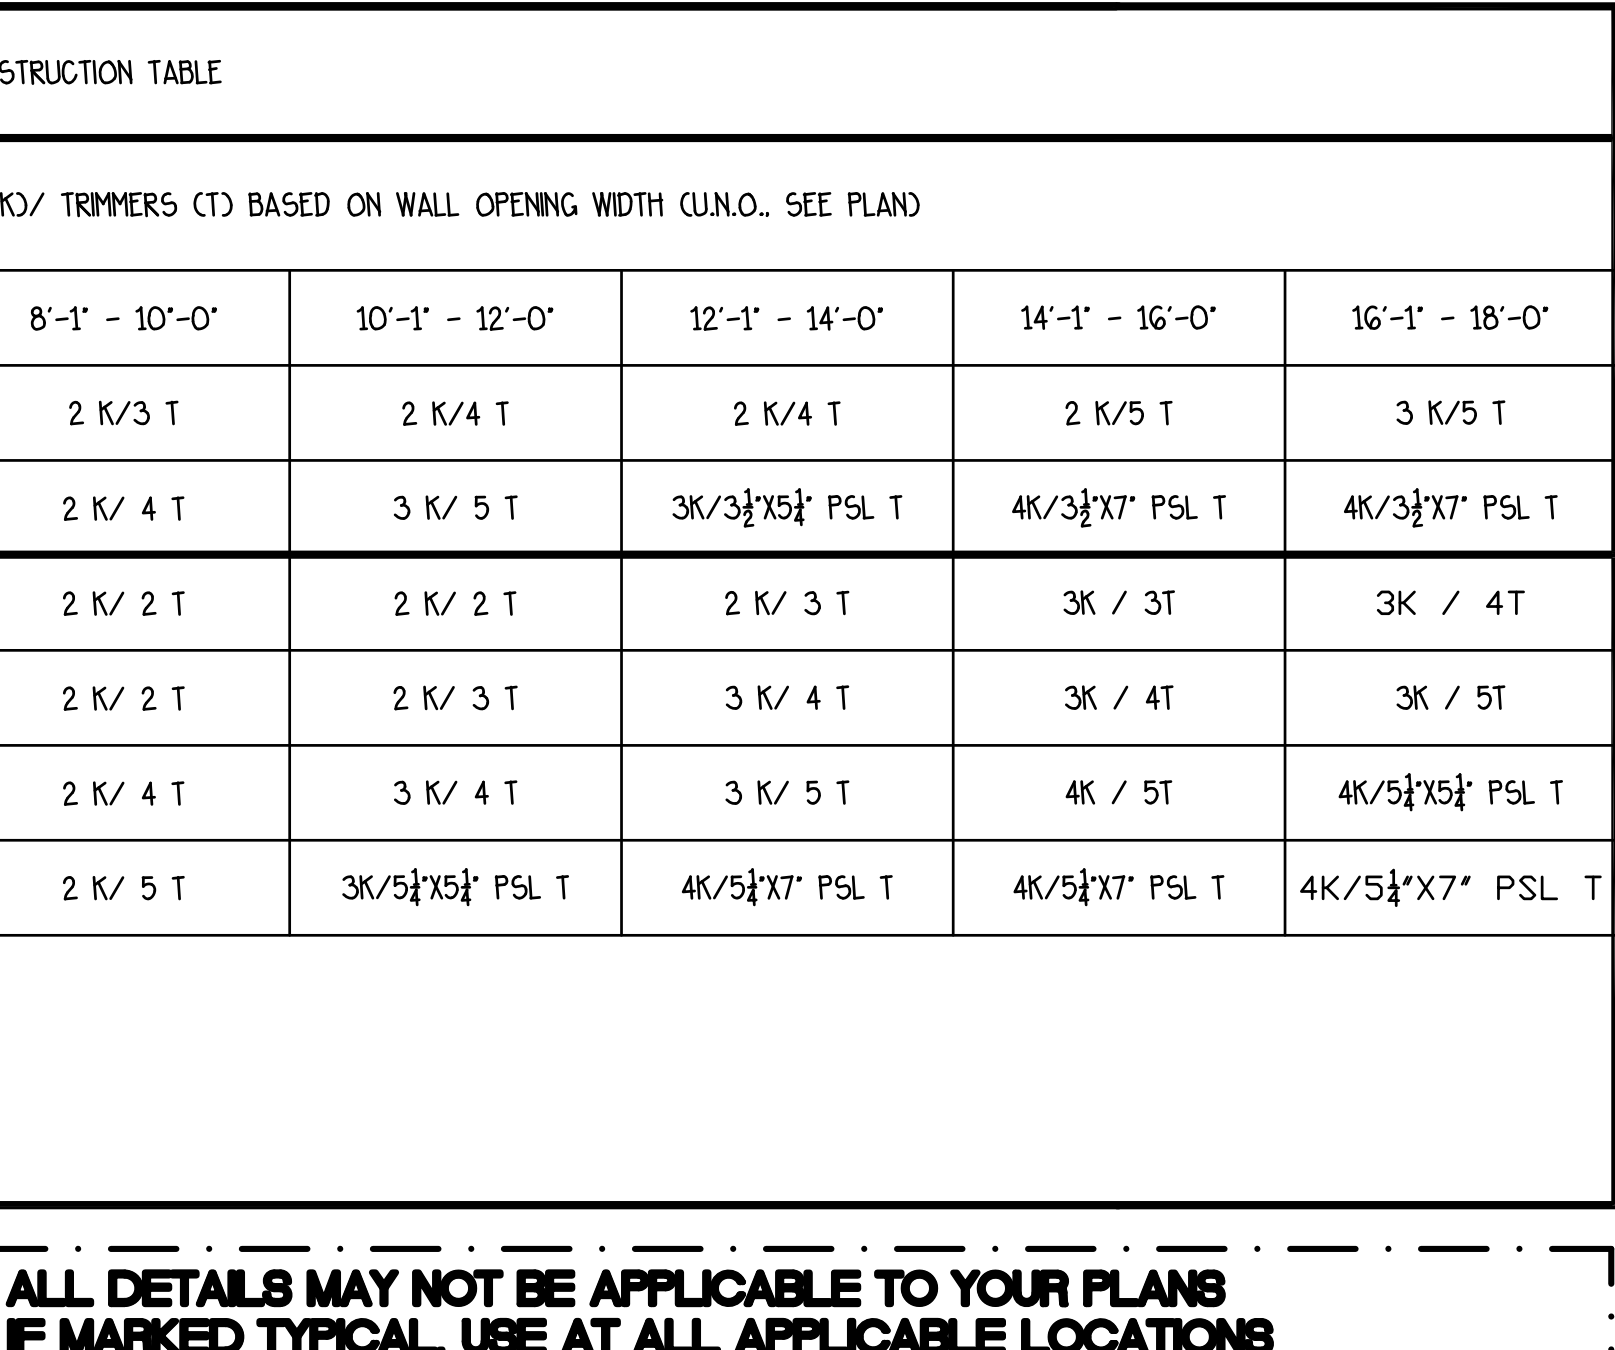 STRUCTION TABLE
K)/ TRIMMERS (T) BASED ON WALL OPENING WIDTH (U.N.O., SEE PLAN)
8'-1" - 10"-0" 10'-1" - 12'-0" 12'-1" - 14'-0" 14'-1" - 16'-0" 16'-1" - 18'-0"
2 K/3 T 2 K/4 T 2 K/4 T 2 K/5 T 3 K/5 T
2 K/ 4 T 3 K/ 5 T 3K/3½"X5¼" PSL T 4K/3½"X7" PSL T 4K/3½"X7" PSL T
2 K/ 2 T 2 K/ 2 T 2 K/ 3 T 3K / 3T 3K / 4T
2 K/ 2 T 2 K/ 3 T 3 K/ 4 T 3K / 4T 3K / 5T
2 K/ 4 T 3 K/ 4 T 3 K/ 5 T 4K / 5T 4K/5¼"X5¼" PSL T
2 K/ 5 T 3K/5¼"X5¼" PSL T 4K/5¼"X7" PSL T 4K/5¼"X7" PSL T 4K/5¼"X7" PSL T
ALL DETAILS MAY NOT BE APPLICABLE TO YOUR PLANS
IF MARKED TYPICAL, USE AT ALL APPLICABLE LOCATIONS